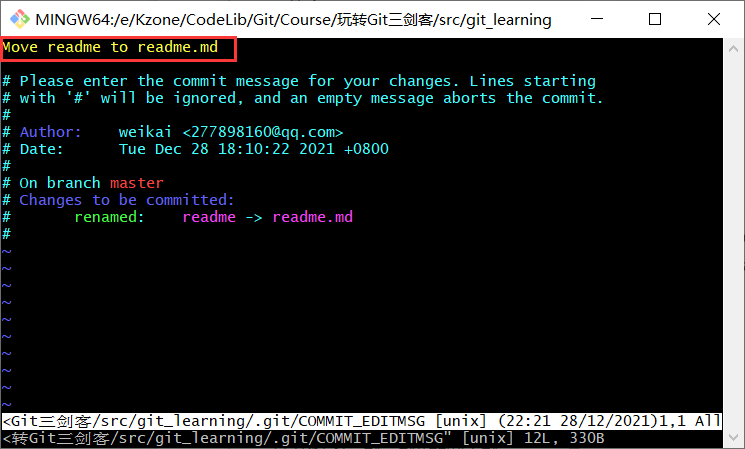 MINGW64:/e/Kzone/CodeLib/Git/Course/玩转Git三剑客/src/git_learning
Move readme to readme.md
# Please enter the commit message for your changes. Lines starting
# with '#' will be ignored, and an empty message aborts the commit.
#
# Author:    weikai <277898160@qq.com>
# Date:      Tue Dec 28 18:10:22 2021 +0800
#
# On branch master
# Changes to be committed:
#       renamed:    readme -> readme.md
#
~
~
~
~
~
~
~
~
~
~
<Git三剑客/src/git_learning/.git/COMMIT_EDITMSG [unix] (22:21 28/12/2021)1,1 All
<转Git三剑客/src/git_learning/.git/COMMIT_EDITMSG" [unix] 12L, 330B